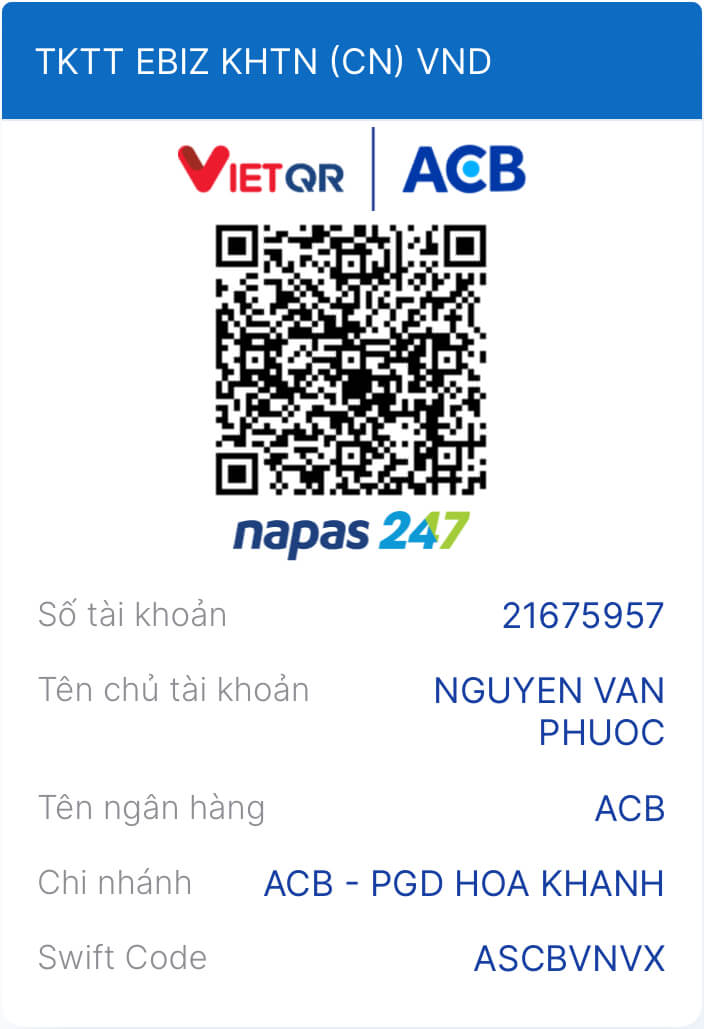 TKTT EBIZ KHTN (CN) VND
VIETQR ACB
napas 247
Số tài khoản 21675957
Tên chủ tài khoản NGUYEN VAN
PHUOC
Tên ngân hàng ACB
Chi nhánh ACB - PGD HOA KHANH
Swift Code ASCBVNVX